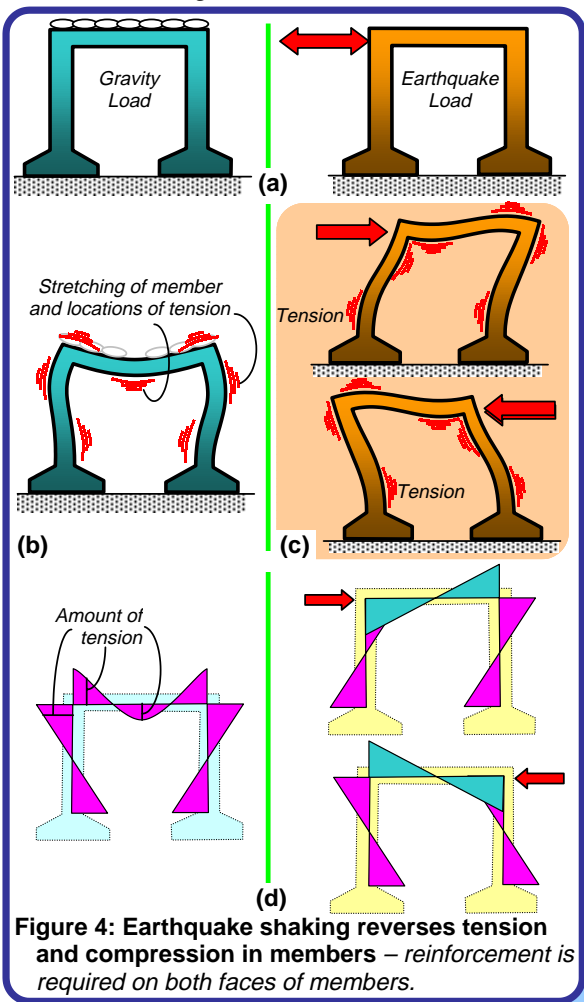 Gravity
Load
Earthquake
Load
(a)
Stretching of member
and locations of tension
Tension
Tension
(b)
(c)
Amount of
tension
(d)
Figure 4: Earthquake shaking reverses tension
and compression in members – reinforcement is
required on both faces of members.